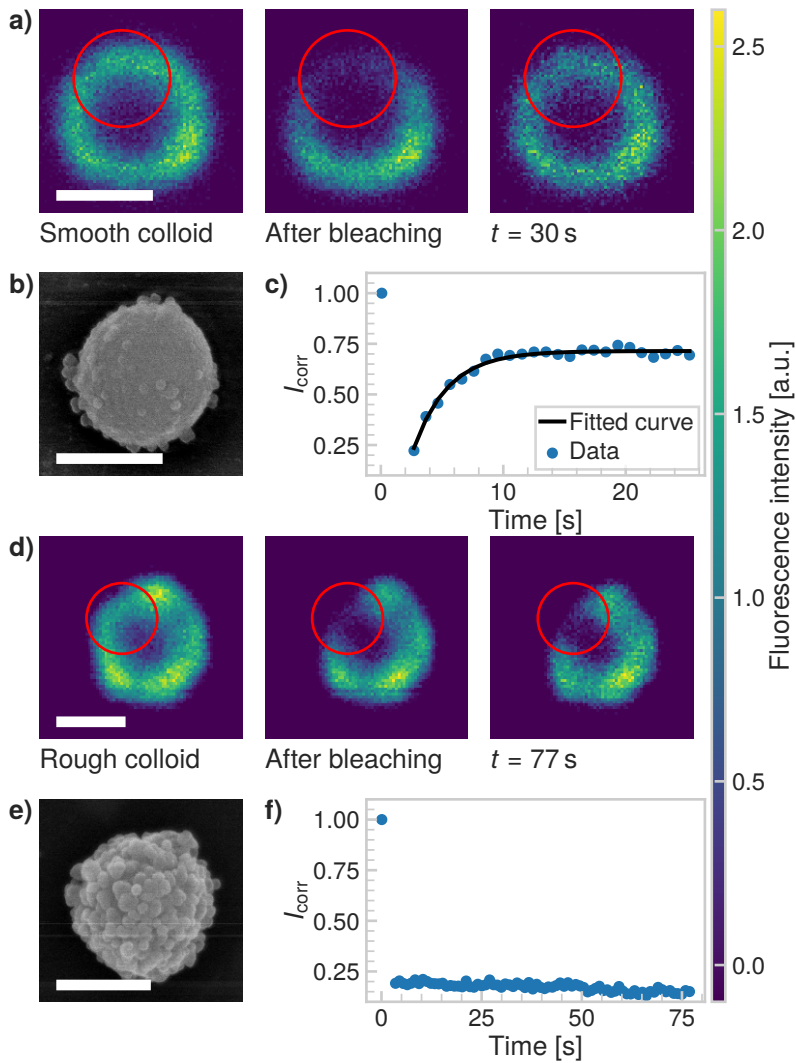 a)
Smooth colloid
After bleaching
t = 30 s
b)
c)
1.00
0.75
0.50
0.25
I_corr
0
10
20
Time [s]
Fitted curve
Data
d)
Rough colloid
After bleaching
t = 77 s
e)
f)
1.00
0.75
0.50
0.25
I_corr
0
25
50
75
Time [s]
2.5
2.0
1.5
1.0
0.5
0.0
Fluorescence intensity [a.u.]